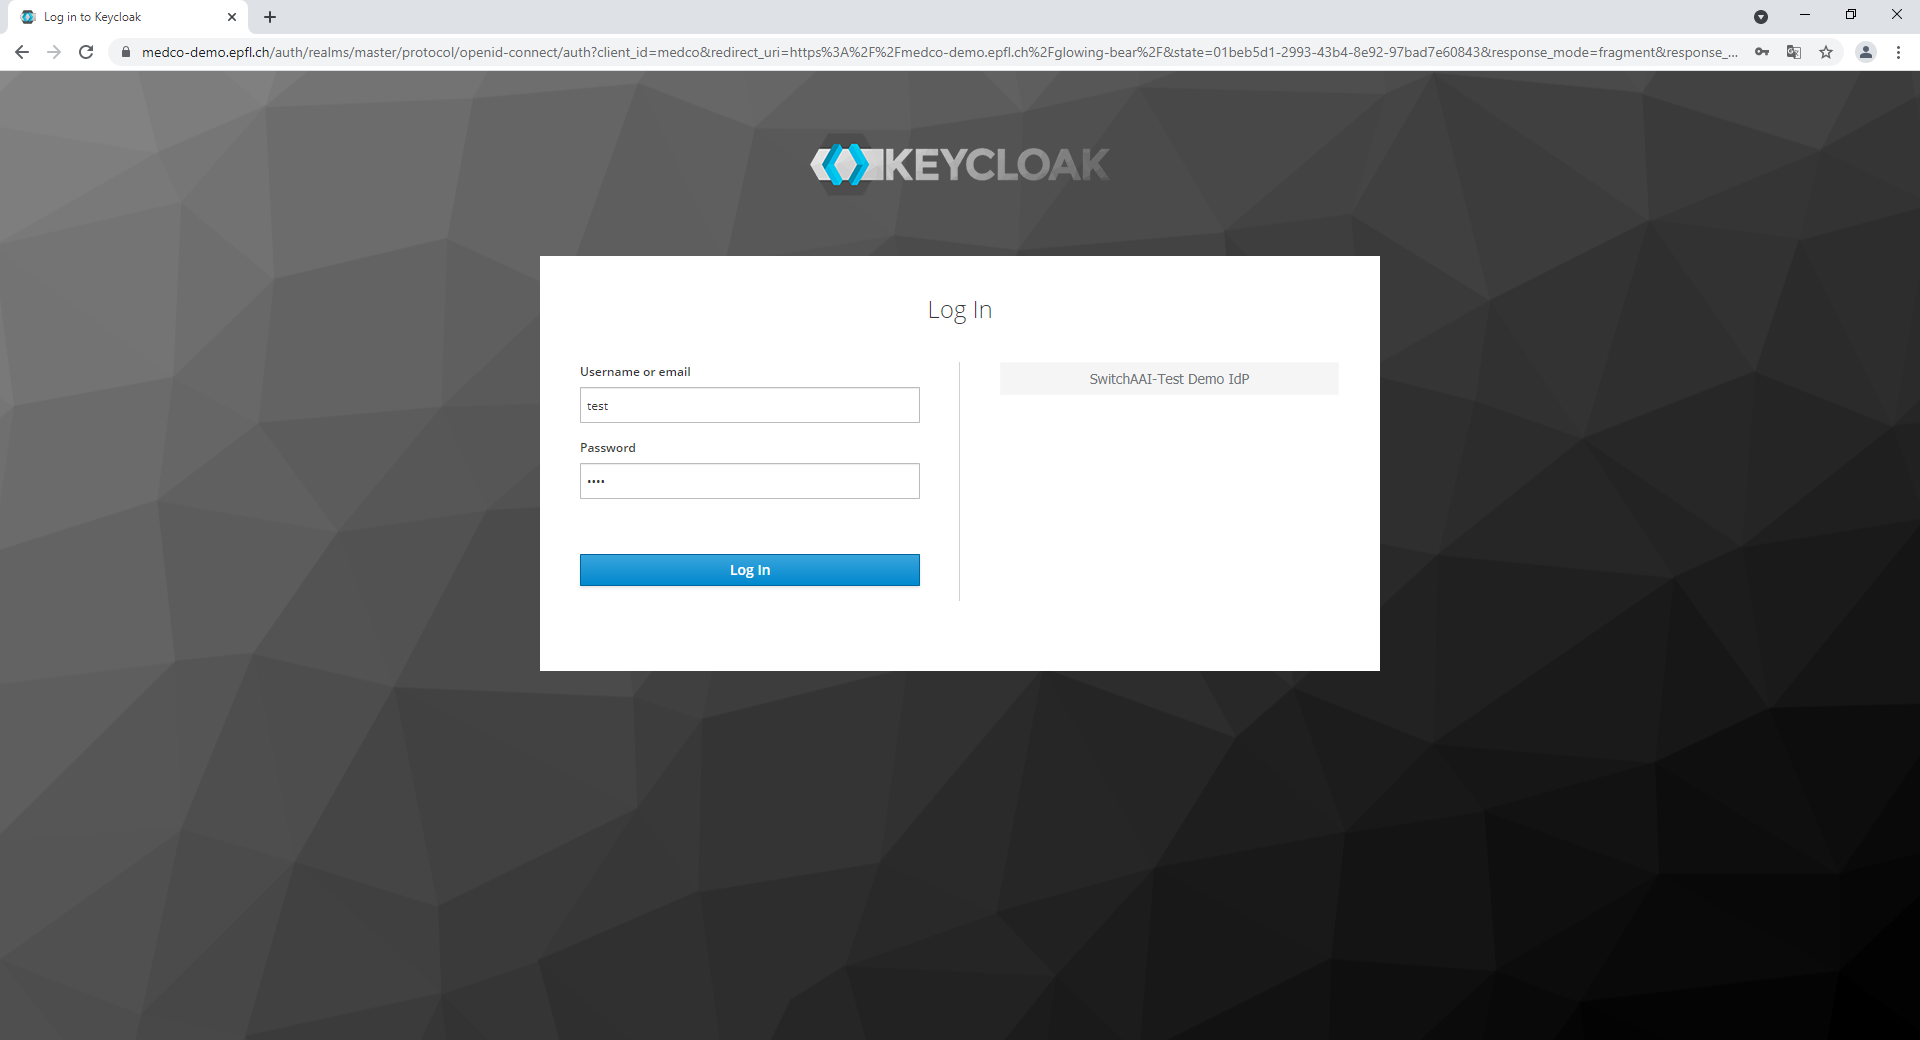 Log in to Keycloak
medco-demo.epfl.ch/auth/realms/master/protocol/openid-connect/auth?client_id=medco&redirect_uri=https%3A%2F%2Fmedco-demo.epfl.ch%2Fglowing-bear%2F&state=01beb5d1-2993-43b4-8e92-97bad7e60843&response_mode=fragment&response_...
KEYCLOAK
Log In
Username or email
test
Password
••••
Log In
SwitchAAI-Test Demo IdP